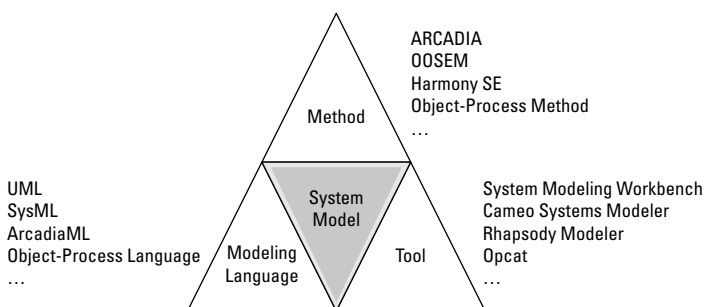 ARCADIA
OOSEM
Harmony SE
Object-Process Method
…
Method
System
Model
UML
SysML
ArcadiaML
Object-Process Language
…
Modeling
Language
Tool
System Modeling Workbench
Cameo Systems Modeler
Rhapsody Modeler
Opcat
…